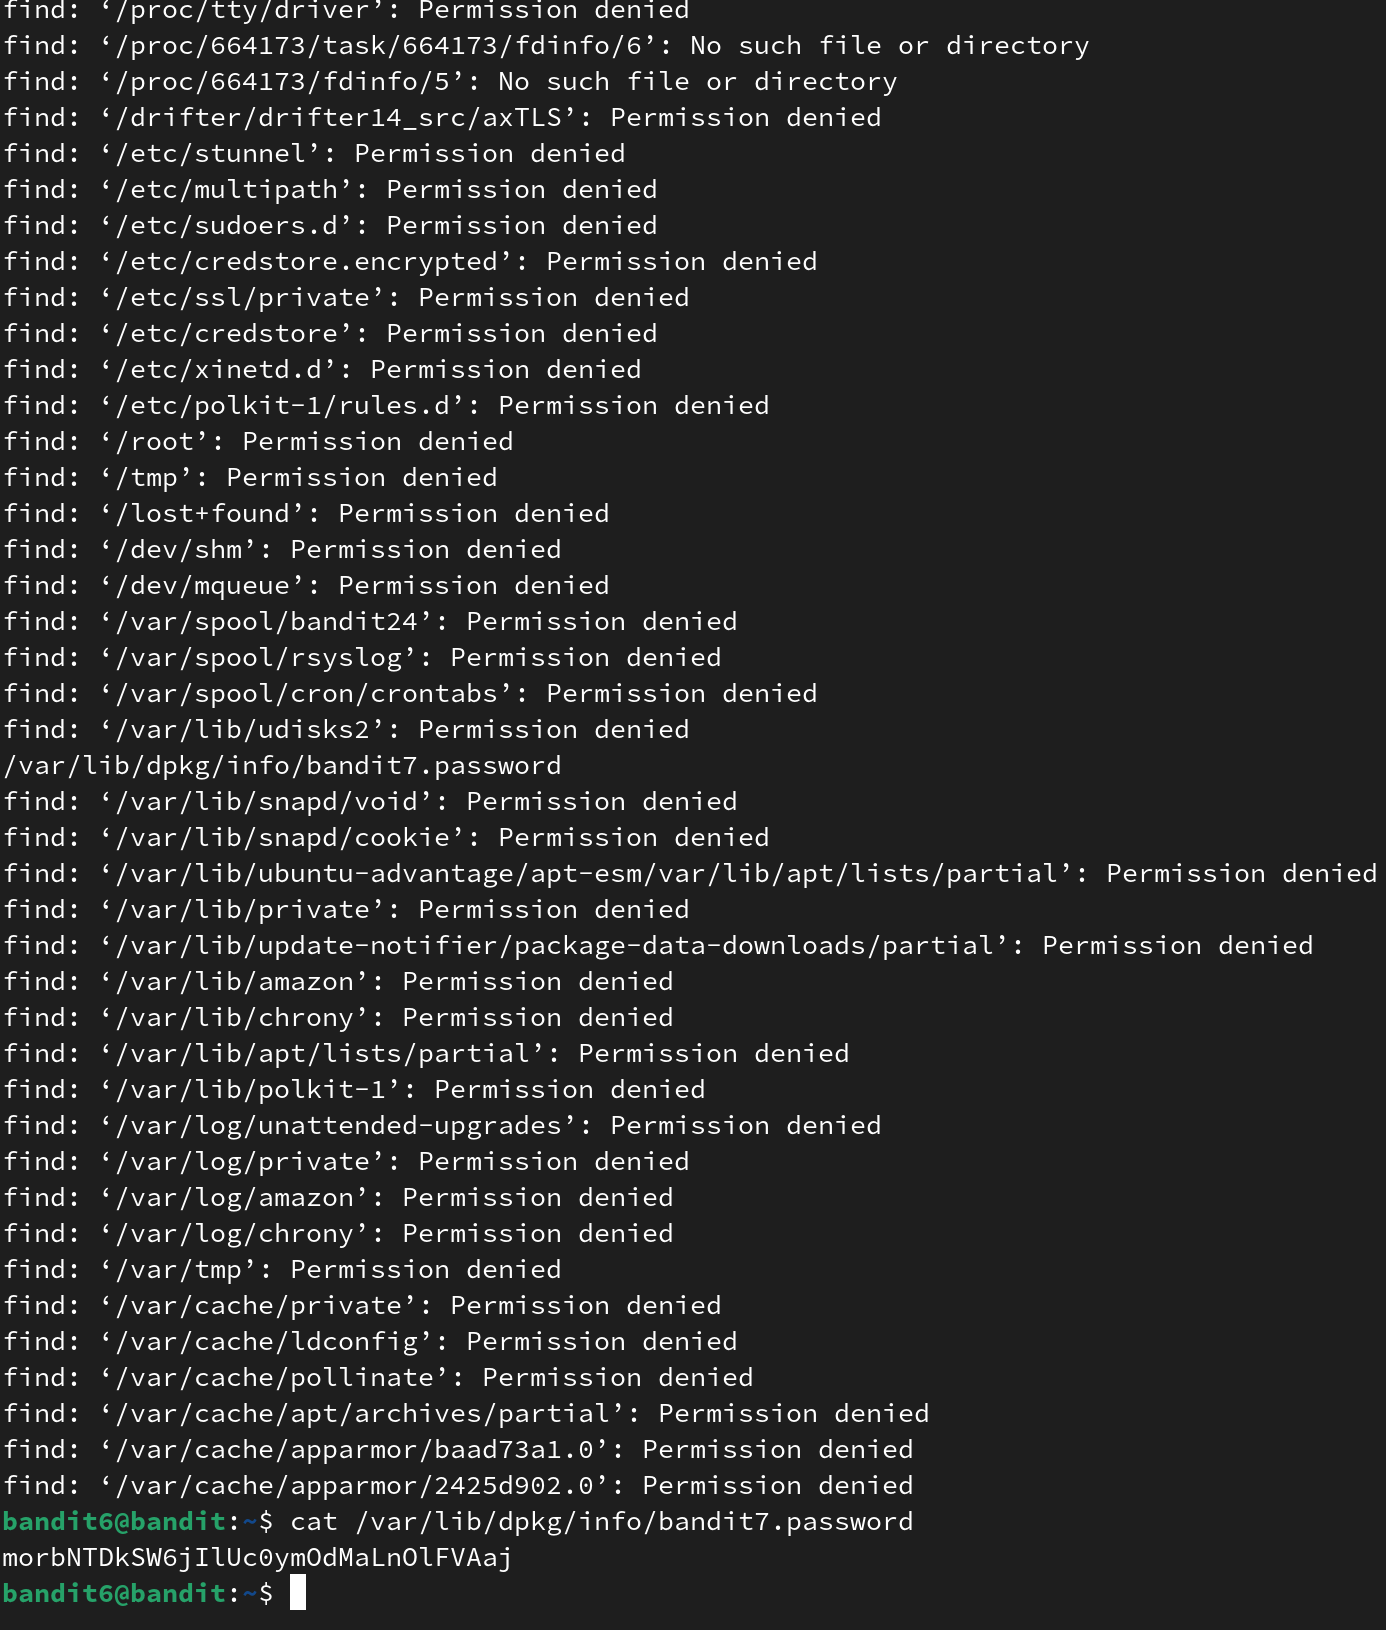 find: ‘/proc/tty/driver’: Permission denied
find: ‘/proc/664173/task/664173/fdinfo/6’: No such file or directory
find: ‘/proc/664173/fdinfo/5’: No such file or directory
find: ‘/drifter/drifter14_src/axTLS’: Permission denied
find: ‘/etc/stunnel’: Permission denied
find: ‘/etc/multipath’: Permission denied
find: ‘/etc/sudoers.d’: Permission denied
find: ‘/etc/credstore.encrypted’: Permission denied
find: ‘/etc/ssl/private’: Permission denied
find: ‘/etc/credstore’: Permission denied
find: ‘/etc/xinetd.d’: Permission denied
find: ‘/etc/polkit-1/rules.d’: Permission denied
find: ‘/root’: Permission denied
find: ‘/tmp’: Permission denied
find: ‘/lost+found’: Permission denied
find: ‘/dev/shm’: Permission denied
find: ‘/dev/mqueue’: Permission denied
find: ‘/var/spool/bandit24’: Permission denied
find: ‘/var/spool/rsyslog’: Permission denied
find: ‘/var/spool/cron/crontabs’: Permission denied
find: ‘/var/lib/udisks2’: Permission denied
/var/lib/dpkg/info/bandit7.password
find: ‘/var/lib/snapd/void’: Permission denied
find: ‘/var/lib/snapd/cookie’: Permission denied
find: ‘/var/lib/ubuntu-advantage/apt-esm/var/lib/apt/lists/partial’: Permission denied
find: ‘/var/lib/private’: Permission denied
find: ‘/var/lib/update-notifier/package-data-downloads/partial’: Permission denied
find: ‘/var/lib/amazon’: Permission denied
find: ‘/var/lib/chrony’: Permission denied
find: ‘/var/lib/apt/lists/partial’: Permission denied
find: ‘/var/lib/polkit-1’: Permission denied
find: ‘/var/log/unattended-upgrades’: Permission denied
find: ‘/var/log/private’: Permission denied
find: ‘/var/log/amazon’: Permission denied
find: ‘/var/log/chrony’: Permission denied
find: ‘/var/tmp’: Permission denied
find: ‘/var/cache/private’: Permission denied
find: ‘/var/cache/ldconfig’: Permission denied
find: ‘/var/cache/pollinate’: Permission denied
find: ‘/var/cache/apt/archives/partial’: Permission denied
find: ‘/var/cache/apparmor/baad73a1.0’: Permission denied
find: ‘/var/cache/apparmor/2425d902.0’: Permission denied
bandit6@bandit:~$ cat /var/lib/dpkg/info/bandit7.password
morbNTDkSW6jIlUc0ymOdMaLnOlFVAaj
bandit6@bandit:~$